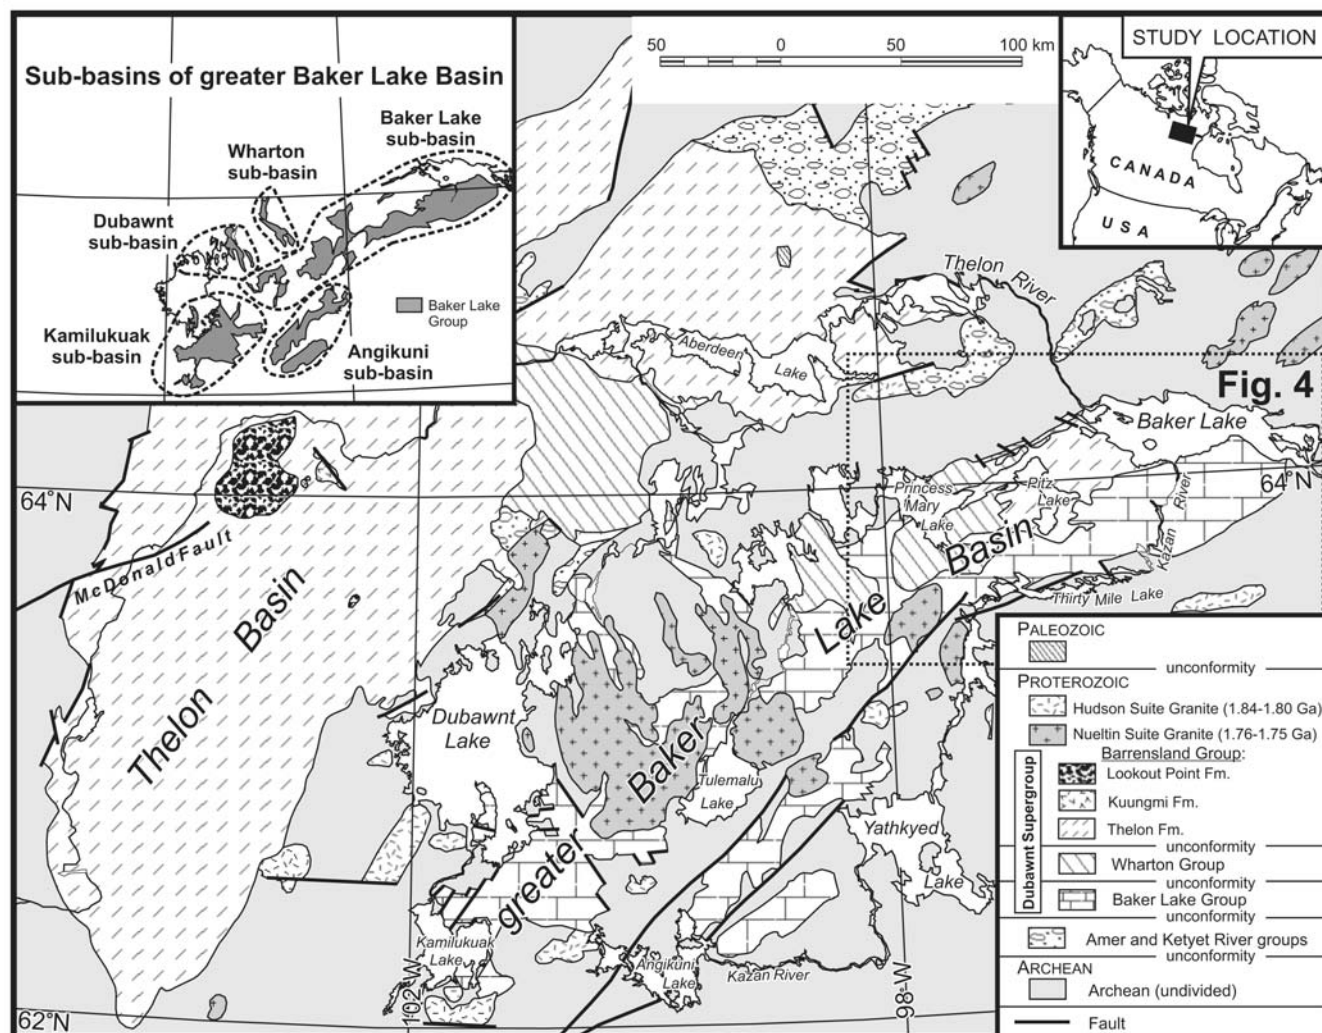 Sub-basins of greater Baker Lake Basin
Baker Lake
sub-basin
Wharton
sub-basin
Dubawnt
sub-basin
Kamilukuak
sub-basin
Angikuni
sub-basin
Baker Lake
Group
50 0 50 100 km
STUDY LOCATION
CANADA
USA
Thelon River
Aberdeen
Lake
Fig. 4
Baker Lake
64°N
64°N
Princess
Mary
Lake
Pitz
Lake
Kazan River
Thirty Mile Lake
McDonald Fault
Thelon Basin
greater Baker Lake Basin
Dubawnt
Lake
Tulemalu
Lake
Yathkyed
Lake
Kamilukuak
Lake
Angikuni
Lake
Kazan River
102°W
98°W
62°N
PALEOZOIC
unconformity
PROTEROZOIC
Hudson Suite Granite (1.84-1.80 Ga)
Nueltin Suite Granite (1.76-1.75 Ga)
Dubawnt Supergroup
Barrensland Group:
Lookout Point Fm.
Kuungmi Fm.
Thelon Fm.
unconformity
Wharton Group
unconformity
Baker Lake Group
unconformity
Amer and Ketyet River groups
unconformity
ARCHEAN
Archean (undivided)
Fault